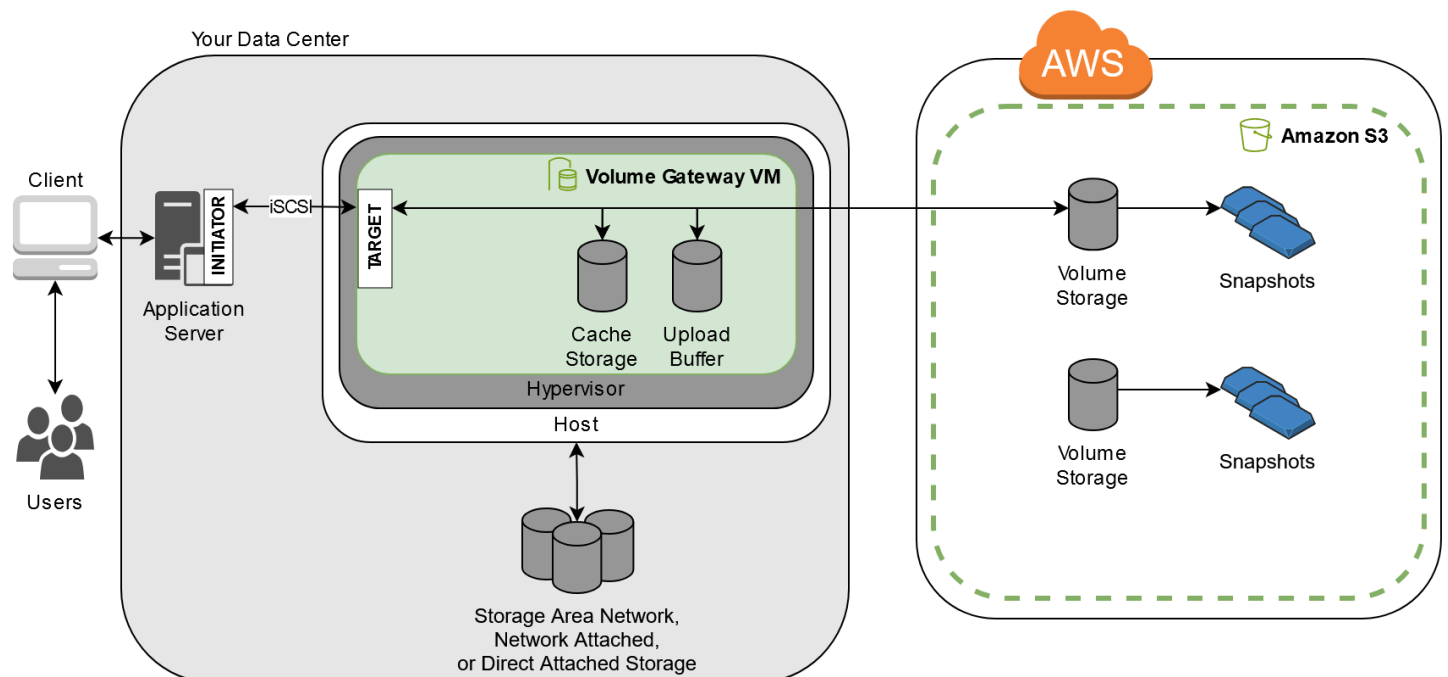 Your Data Center
AWS
Amazon S3
Client
Volume Gateway VM
INITIATOR
iSCSI
TARGET
Application
Server
Cache
Storage
Upload
Buffer
Hypervisor
Host
Users
Storage Area Network,
Network Attached,
or Direct Attached Storage
Volume
Storage
Snapshots
Volume
Storage
Snapshots